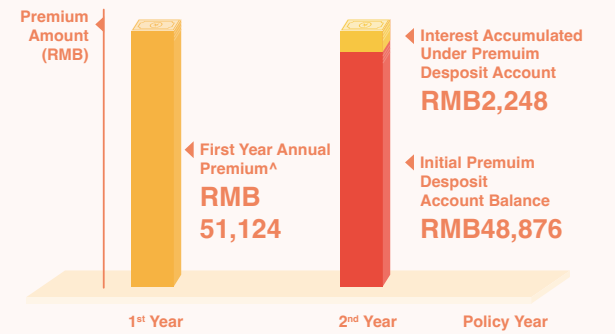 Premium
Amount
(RMB)
First Year Annual
Premium^
RMB
51,124
Interest Accumulated
Under Premuim
Desposit Account
RMB2,248
Initial Premuim
Desposit
Account Balance
RMB48,876
1st Year
2nd Year
Policy Year